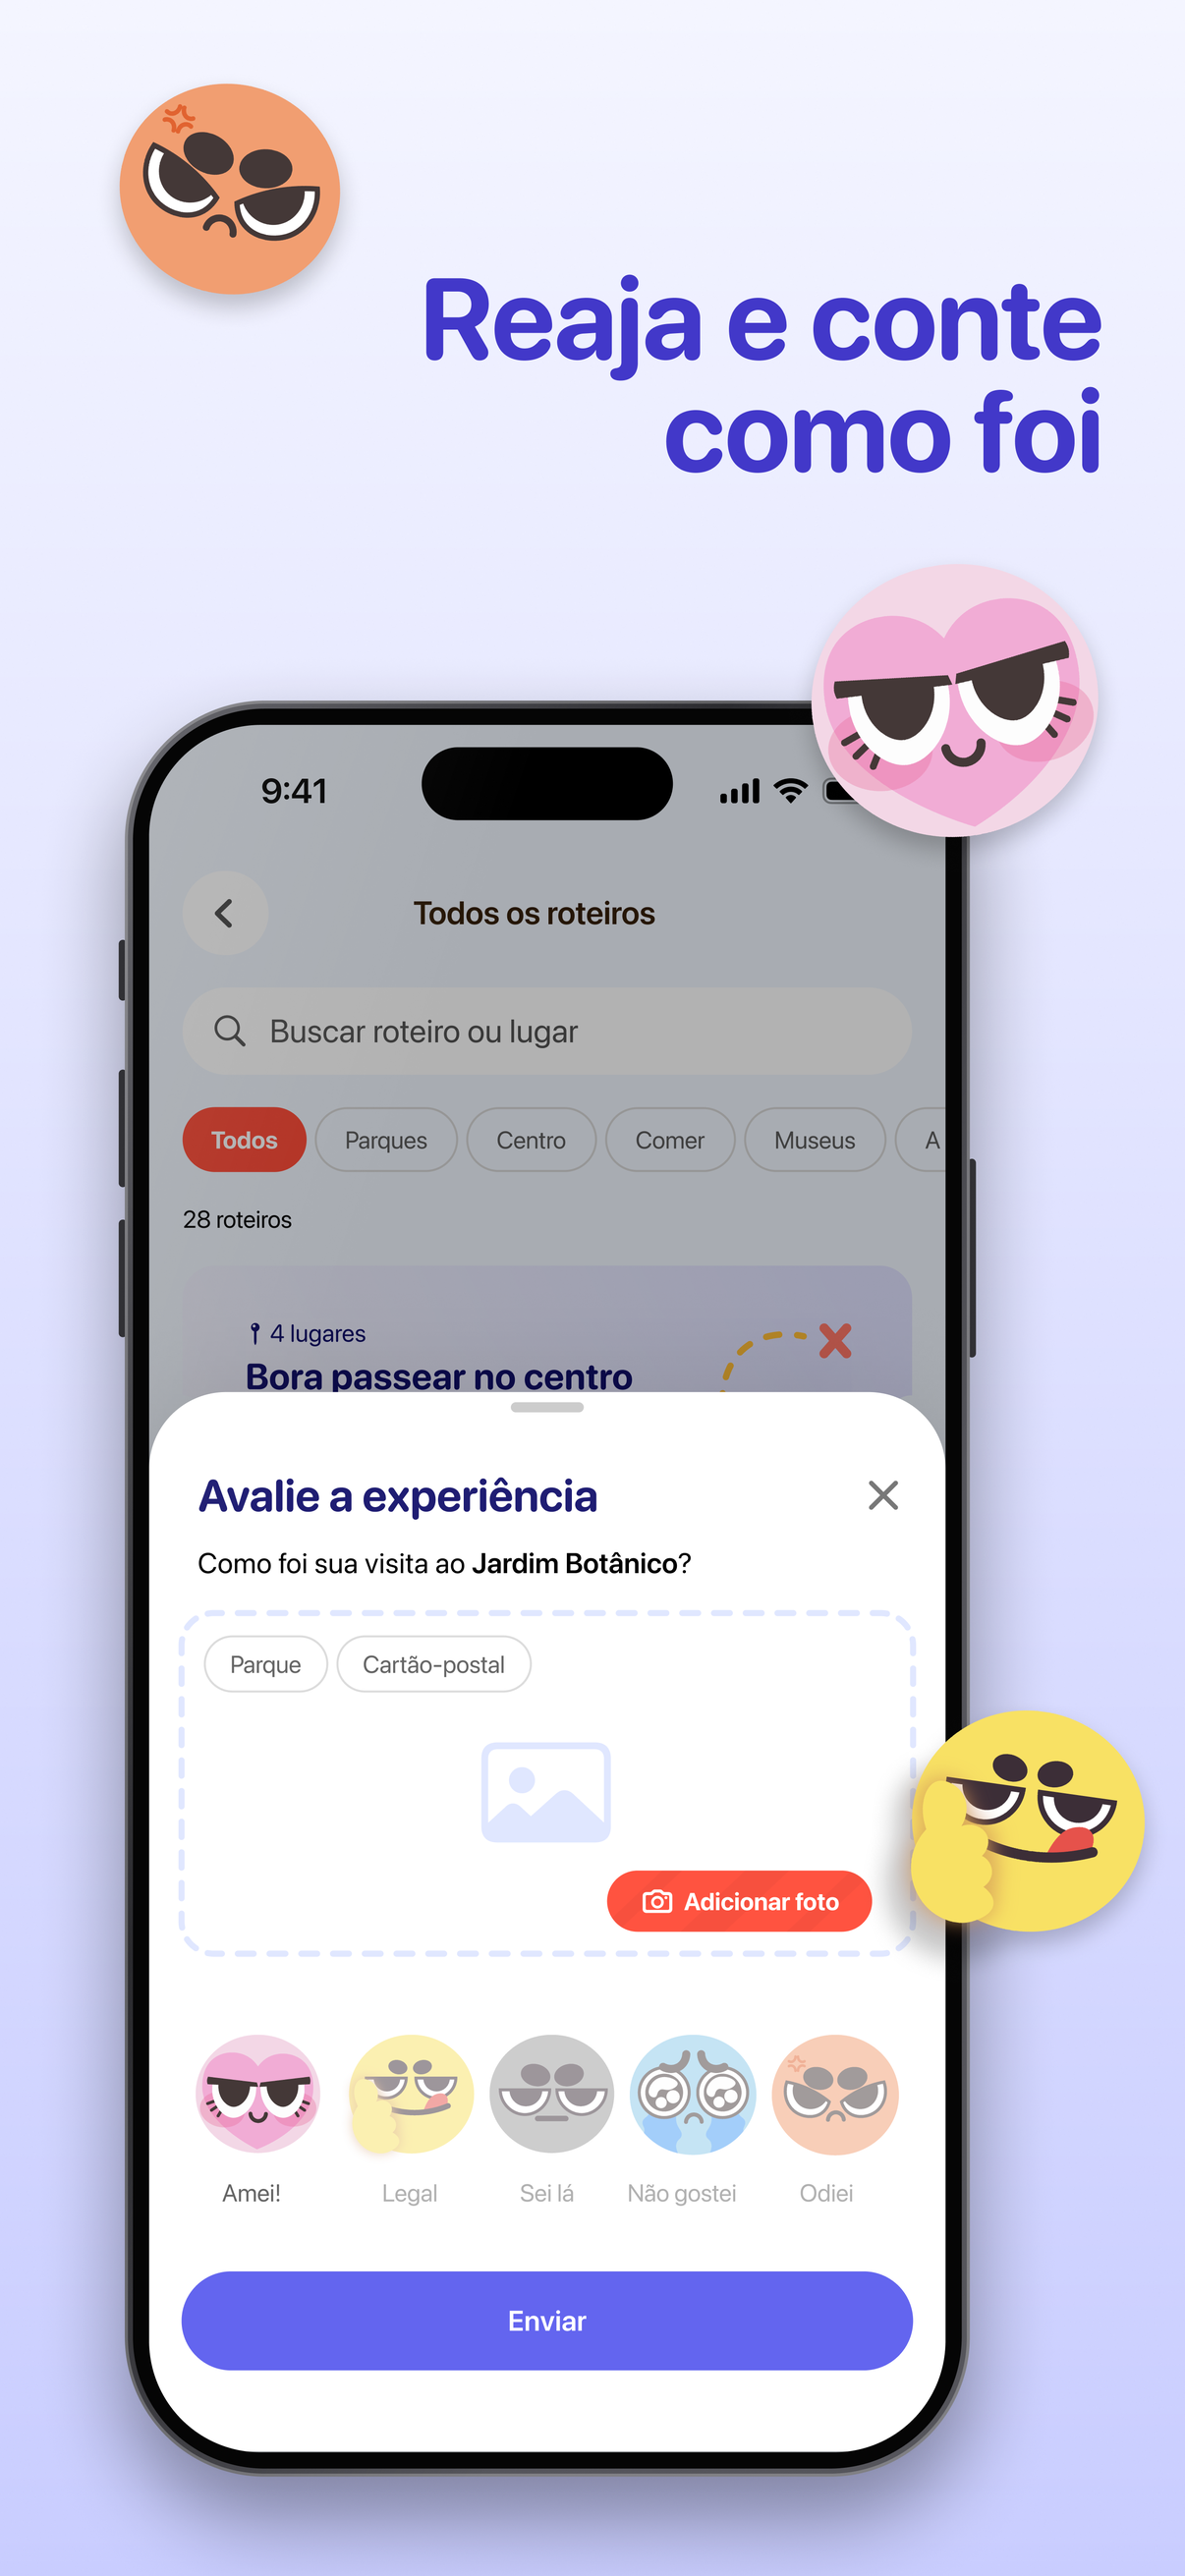 Reaja e conte
como foi
9:41
Todos os roteiros
Buscar roteiro ou lugar
Todos
Parques
Centro
Comer
Museus
A
28 roteiros
4 lugares
Bora passear no centro
Avalie a experiência
Como foi sua visita ao Jardim Botânico?
Parque
Cartão-postal
Adicionar foto
Amei!
Legal
Sei lá
Não gostei
Odiei
Enviar